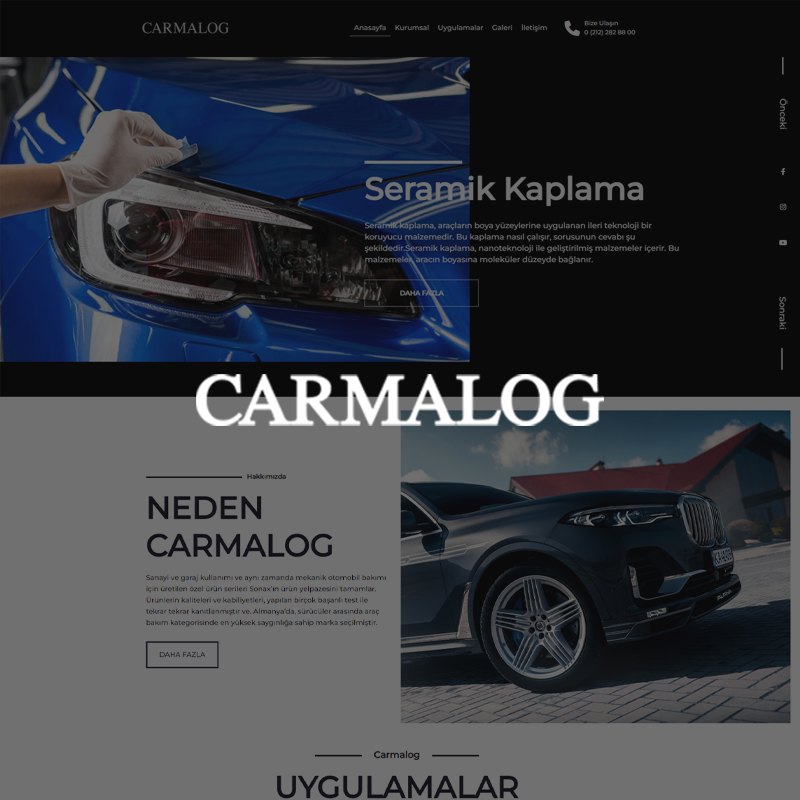 CARMALOG
Anasayfa Kurumsal Uygulamalar Galeri İletişim
Bize Ulaşın
0 (212) 282 88 00
Önceki
Seramik Kaplama
Seramik kaplama, araçların boya yüzeylerine uygulanan ileri teknoloji bir
koruyucu malzemedir. Bu kaplama nasıl çalışır, sorusunun cevabı şu
şekildedir.Seramik kaplama, nanoteknoloji ile geliştirilmiş malzemeler içerir. Bu
malzemeler, aracın boyasına moleküler düzeyde bağlanır.
DAHA FAZLA
Sonraki
CARMALOG
Hakkımızda
NEDEN
CARMALOG
Sanayi ve garaj kullanımı ve aynı zamanda mekanik otomobil bakımı
için üretilen özel ürün serileri Sonax'ın ürün yelpazesini tamamlar.
Ürünlerin kaliteleri ve kabiliyetleri, yapılan birçok başarılı test ile
tekrar tekrar kanıtlanmıştır ve. Almanya'da, sürücüler arasında araç
bakım kategorisinde en yüksek saygınlığa sahip marka seçilmiştir.
DAHA FAZLA
Carmalog
UYGULAMALAR